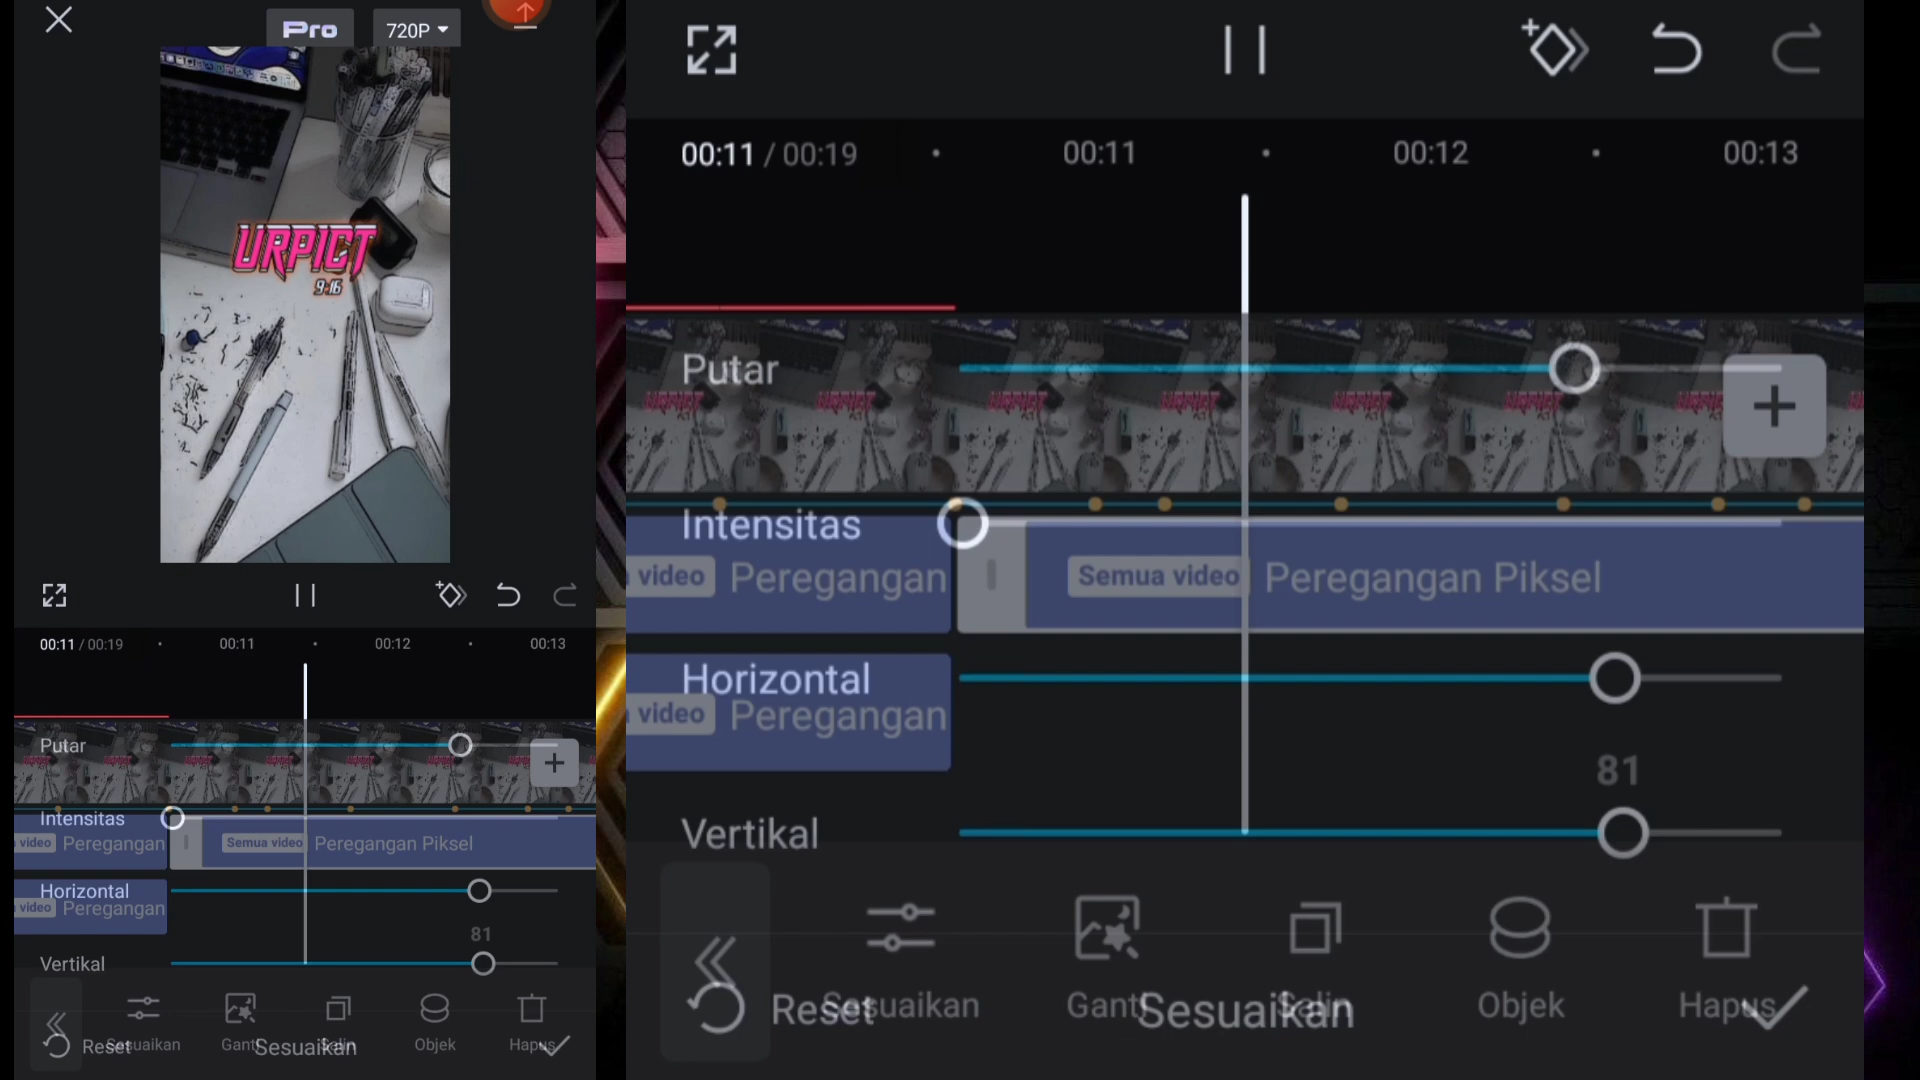 Pro
720P
URPICT
9:16
00:11 / 00:19
00:11
00:12
00:13
Putar
Intensitas
video
Peregangan
Semua video
Peregangan Piksel
Horizontal
video
Peregangan
81
Vertikal
Reset
Sesuaikan
Ganti
Sesuaikan
Salin
Objek
Hapus
00:11 / 00:19
00:11
00:12
00:13
Putar
Intensitas
video
Peregangan
Semua video
Peregangan Piksel
Horizontal
video
Peregangan
81
Vertikal
Reset
Sesuaikan
Ganti
Sesuaikan
Salin
Objek
Hapus